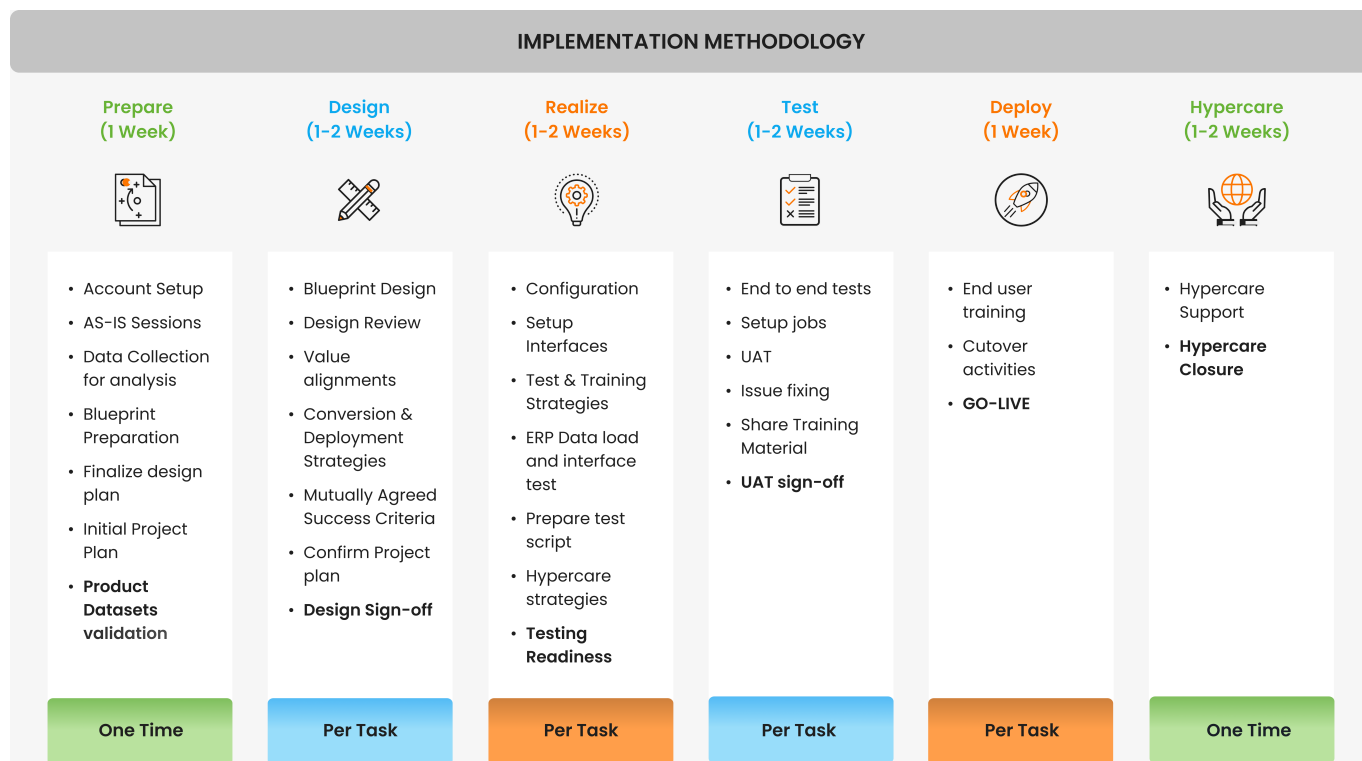 IMPLEMENTATION METHODOLOGY
Prepare
(1 Week)
• Account Setup
• AS-IS Sessions
• Data Collection
for analysis
• Blueprint
Preparation
• Finalize design
plan
• Initial Project
Plan
• Product
Datasets
validation
One Time
Design
(1-2 Weeks)
• Blueprint Design
• Design Review
• Value
alignments
• Conversion &
Deployment
Strategies
• Mutually Agreed
Success Criteria
• Confirm Project
plan
• Design Sign-off
Per Task
Realize
(1-2 Weeks)
• Configuration
• Setup
Interfaces
• Test & Training
Strategies
• ERP Data load
and interface
test
• Prepare test
script
• Hypercare
strategies
• Testing
Readiness
Per Task
Test
(1-2 Weeks)
• End to end tests
• Setup jobs
• UAT
• Issue fixing
• Share Training
Material
• UAT sign-off
Per Task
Deploy
(1 Week)
• End user
training
• Cutover
activities
• GO-LIVE
Per Task
Hypercare
(1-2 Weeks)
• Hypercare
Support
• Hypercare
Closure
One Time